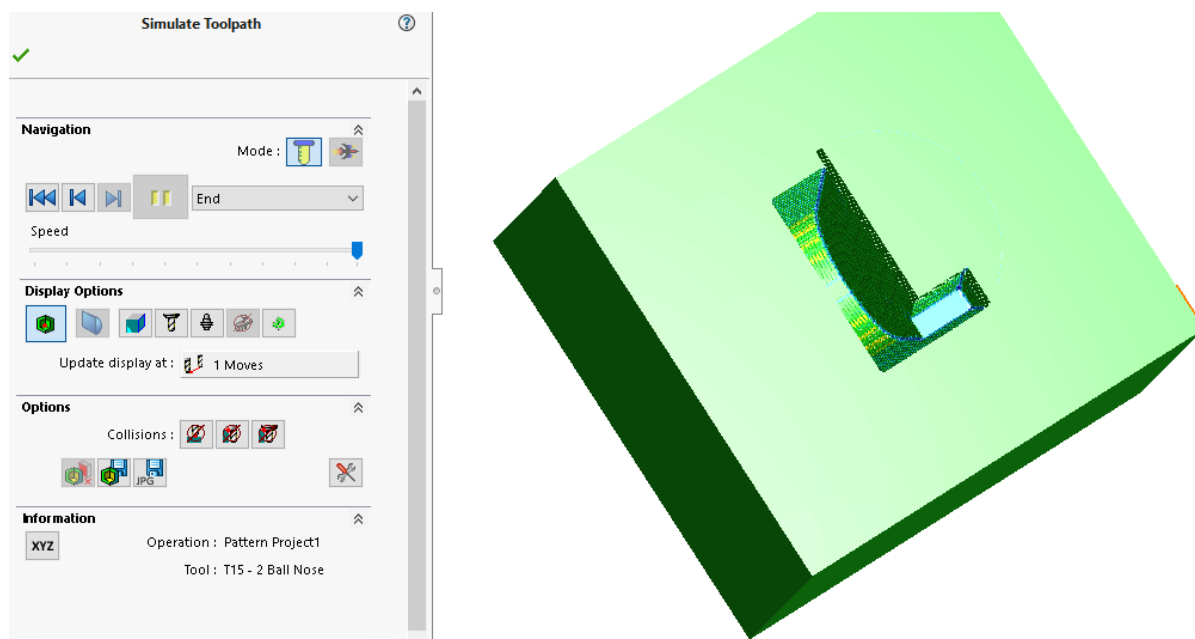 Simulate Toolpath
Navigation
Mode :
End
Speed
Display Options
Update display at : 1 Moves
Options
Collisions :
JPG
Information
XYZ Operation : Pattern Project1
Tool : T15 - 2 Ball Nose